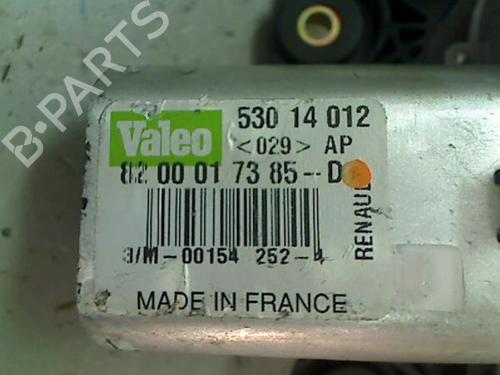 B-PARTS
Valeo
530 14 012
<029> AP
82 00 01 73 85--D
RENAUL
3/M-00154 252-4
MADE IN FRANCE